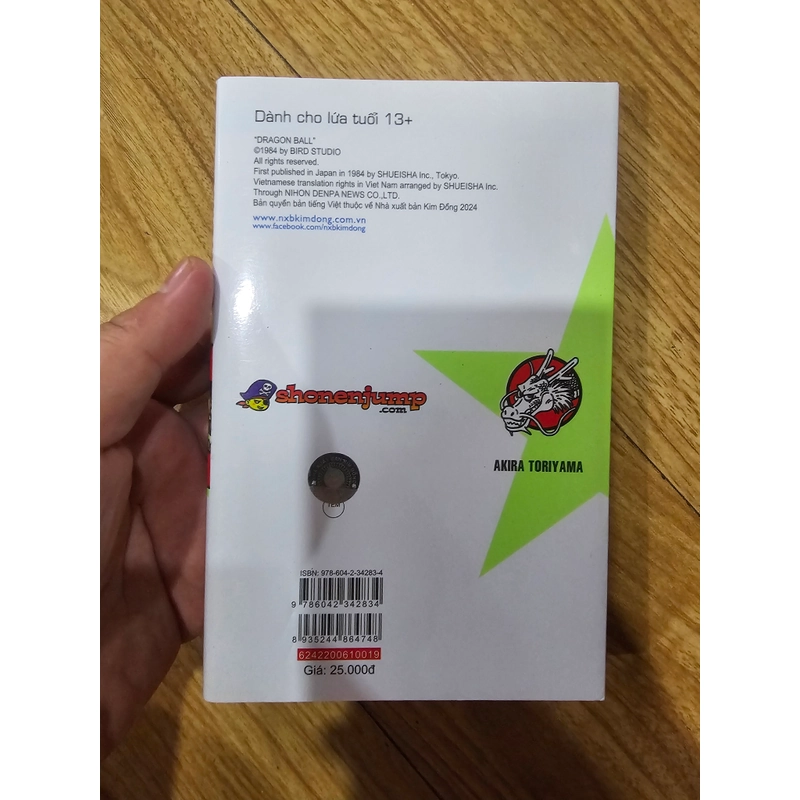 Dành cho lứa tuổi 13+
"DRAGON BALL"
©1984 by BIRD STUDIO
All rights reserved.
First published in Japan in 1984 by SHUEISHA Inc., Tokyo.
Vietnamese translation rights in Viet Nam arranged by SHUEISHA Inc.
Through NIHON DENPA NEWS CO.,LTD.
Bản quyền bản tiếng Việt thuộc về Nhà xuất bản Kim Đồng 2024
www.nxbkimdong.com.vn
www.facebook.com/nxbkimdong
shonenjump
.com
AKIRA TORIYAMA
TEM
ISBN: 978-604-2-34283-4
9 786042 342834
8 935244 864748
6242200610019
Giá: 25.000đ